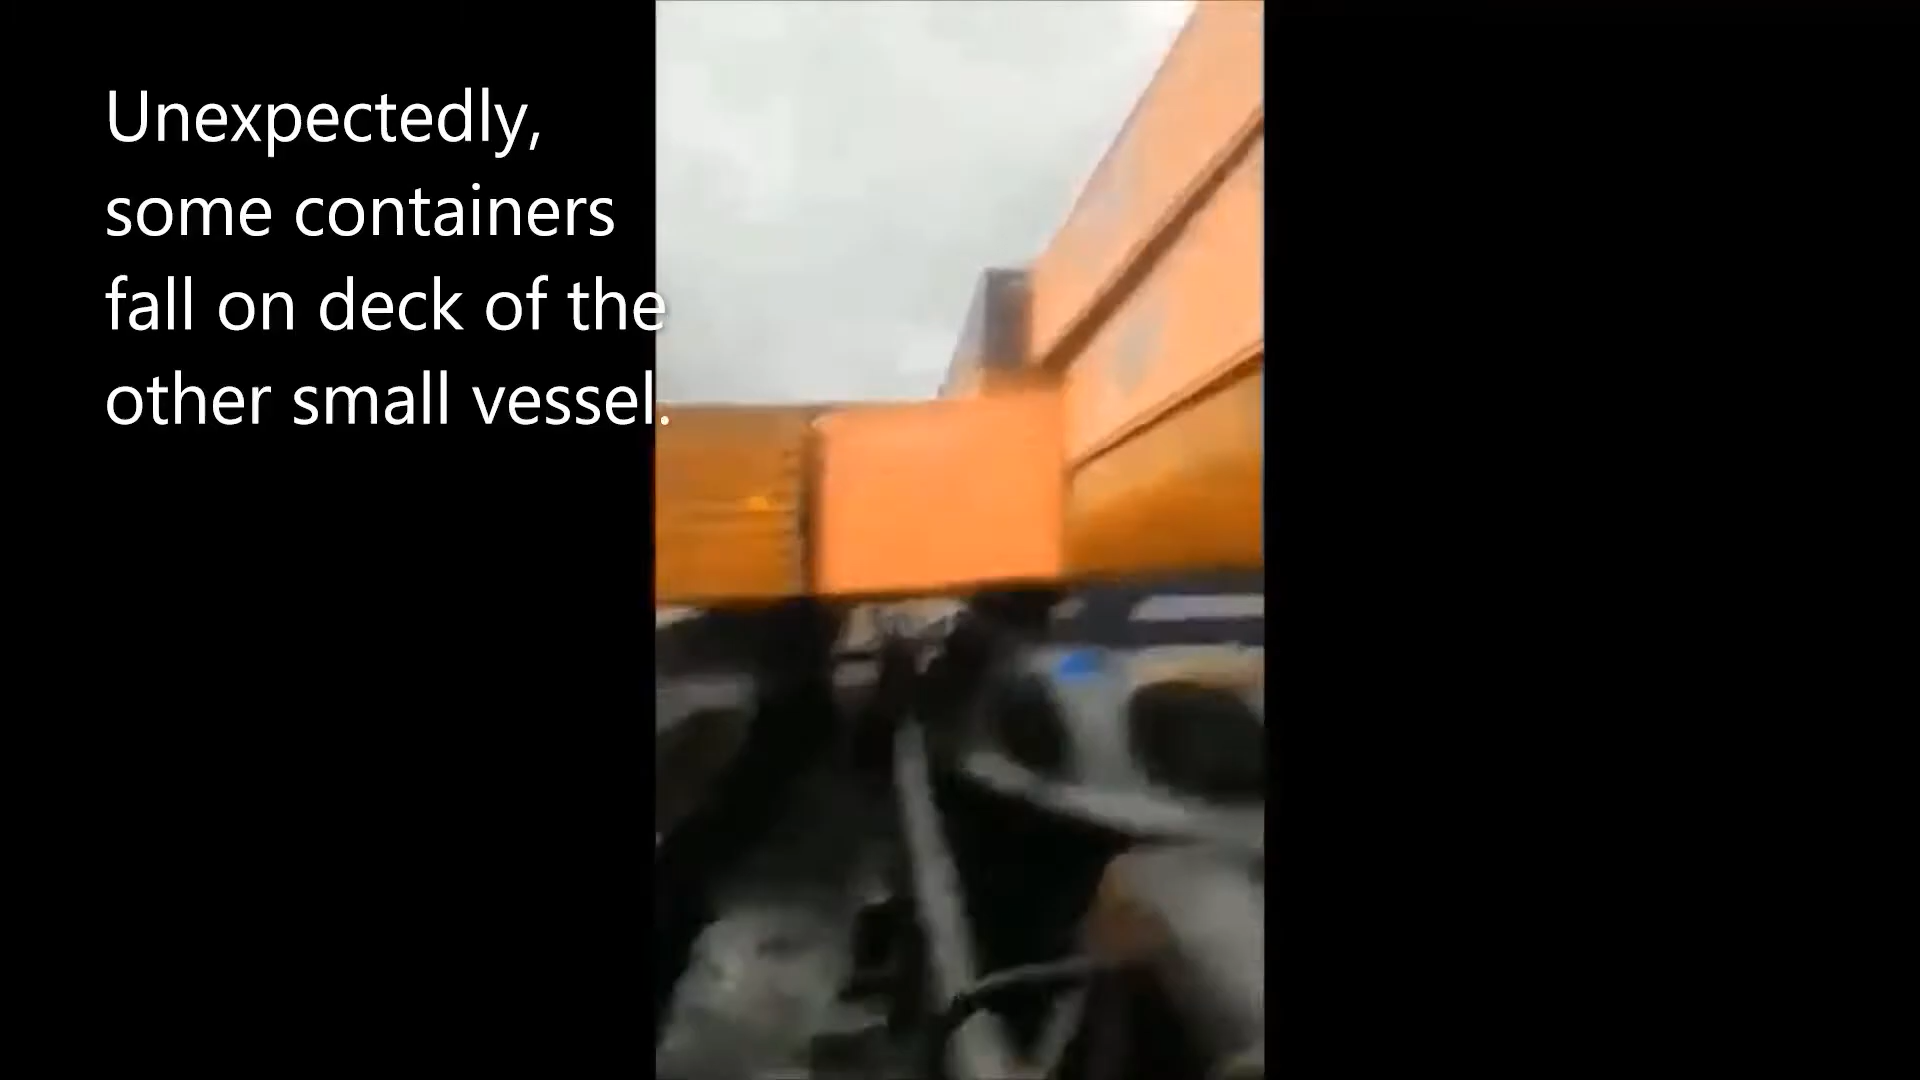 Unexpectedly,
some containers
fall on deck of the
other small vessel.